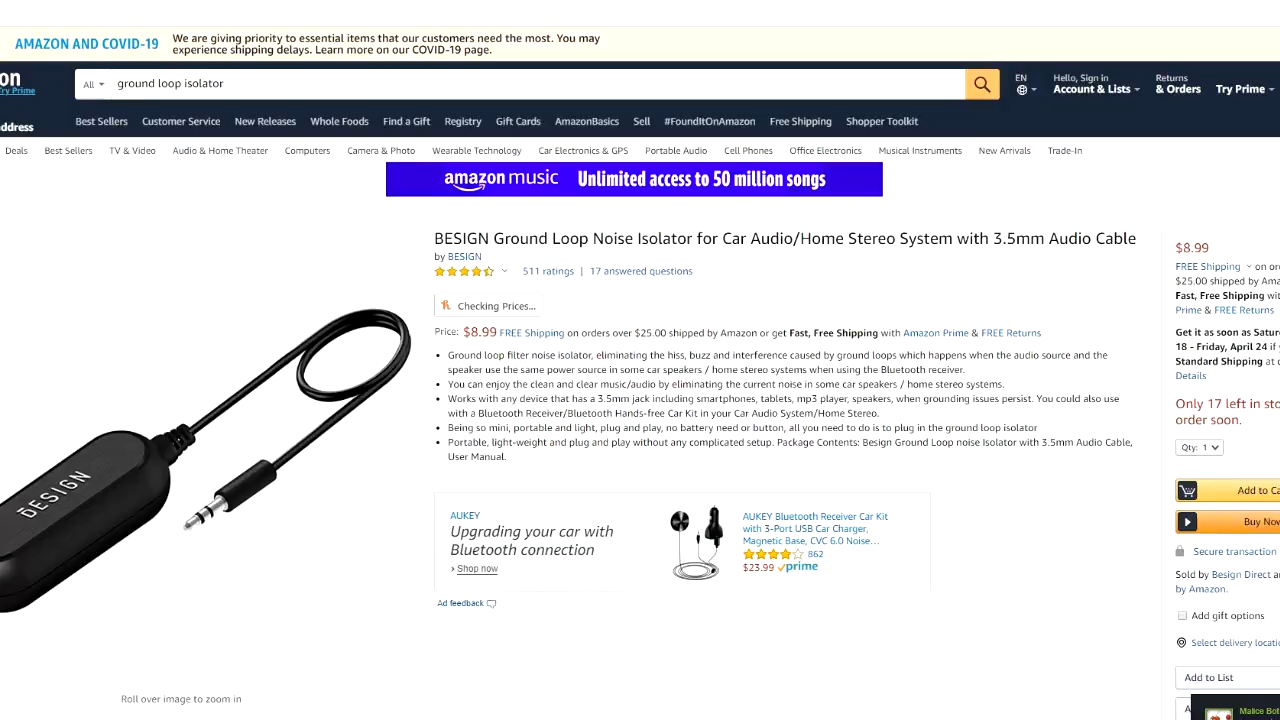 AMAZON AND COVID-19
We are giving priority to essential items that our customers need the most. You may
experience shipping delays. Learn more on our COVID-19 page.
on
ry Prime
ddress
All
ground loop isolator
EN
Hello, Sign in
Account & Lists
Returns
& Orders
Try Prime
Best Sellers Customer Service New Releases Whole Foods Find a Gift Registry Gift Cards AmazonBasics Sell #FoundItOnAmazon Free Shipping Shopper Toolkit
Deals Best Sellers TV & Video Audio & Home Theater Computers Camera & Photo Wearable Technology Car Electronics & GPS Portable Audio Cell Phones Office Electronics Musical Instruments New Arrivals Trade-In
amazon music Unlimited access to 50 million songs
BESIGN Ground Loop Noise Isolator for Car Audio/Home Stereo System with 3.5mm Audio Cable
by BESIGN
511 ratings | 17 answered questions
Checking Prices...
Price: $8.99 FREE Shipping on orders over $25.00 shipped by Amazon or get Fast, Free Shipping with Amazon Prime & FREE Returns
• Ground loop filter noise isolator, eliminating the hiss, buzz and interference caused by ground loops which happens when the audio source and the
speaker use the same power source in some car speakers / home stereo systems when using the Bluetooth receiver.
• You can enjoy the clean and clear music/audio by eliminating the current noise in some car speakers / home stereo systems.
• Works with any device that has a 3.5mm jack including smartphones, tablets, mp3 player, speakers, when grounding issues persist. You could also use
with a Bluetooth Receiver/Bluetooth Hands-free Car Kit in your Car Audio System/Home Stereo.
• Being so mini, portable and light, plug and play, no battery need or button, all you need to do is to plug in the ground loop isolator
• Portable, light-weight and plug and play without any complicated setup. Package Contents: Besign Ground Loop noise Isolator with 3.5mm Audio Cable,
User Manual.
AUKEY
Upgrading your car with
Bluetooth connection
› Shop now
AUKEY Bluetooth Receiver Car Kit
with 3-Port USB Car Charger,
Magnetic Base, CVC 6.0 Noise...
862
$23.99 prime
Ad feedback
BESIGN
Roll over image to zoom in
$8.99
FREE Shipping on or
$25.00 shipped by Ama
Fast, Free Shipping wit
Prime & FREE Returns
Get it as soon as Satur
18 - Friday, April 24 if y
Standard Shipping at c
Details
Only 17 left in sto
order soon.
Qty: 1
Add to Ca
Buy Now
Secure transaction
Sold by Besign Direct an
by Amazon.
Add gift options
Select delivery locatio
Add to List
A
Malice Bot